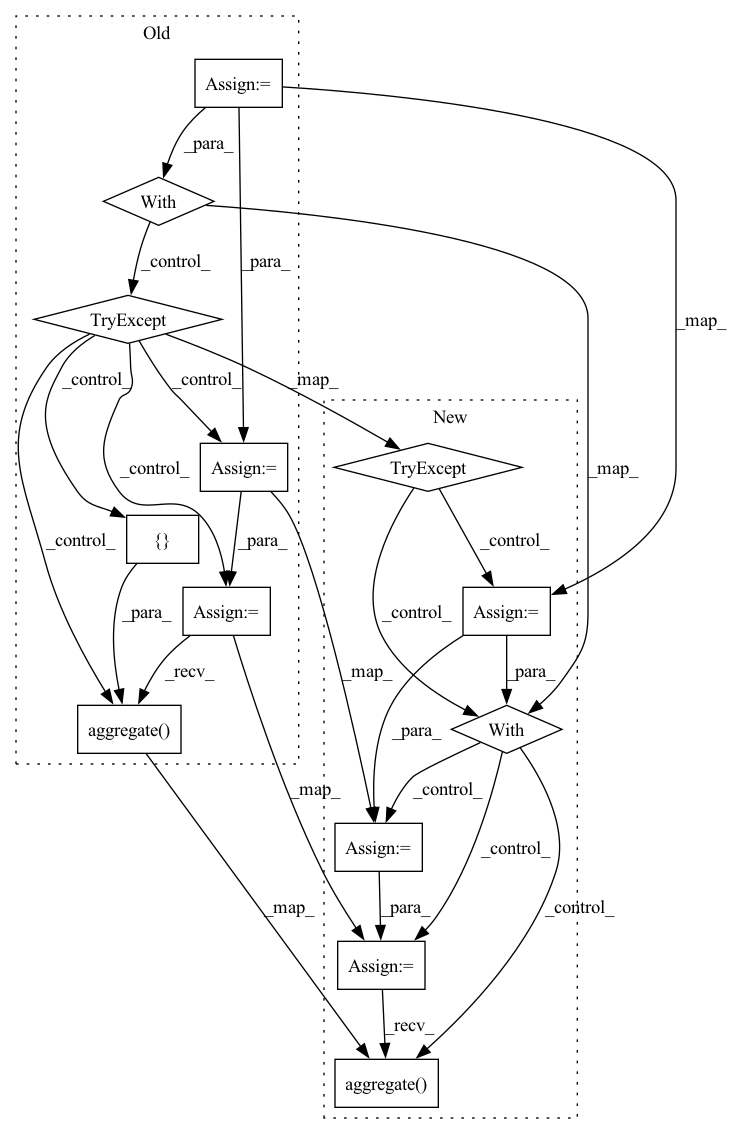 Old
Assign:=
_para_
With
_control_
_para_
_map_
TryExcept
_control_
_control_
_map_
New
Assign:=
TryExcept
_control_
_map_
_control_
{}
_para_
_control_
Assign:=
_para_
_recv_
_map_
_control_
Assign:=
_para_
aggregate()
With
_para_
_control_
_map_
Assign:=
_control_
_para_
_control_
_map_
Assign:=
_recv_
aggregate()